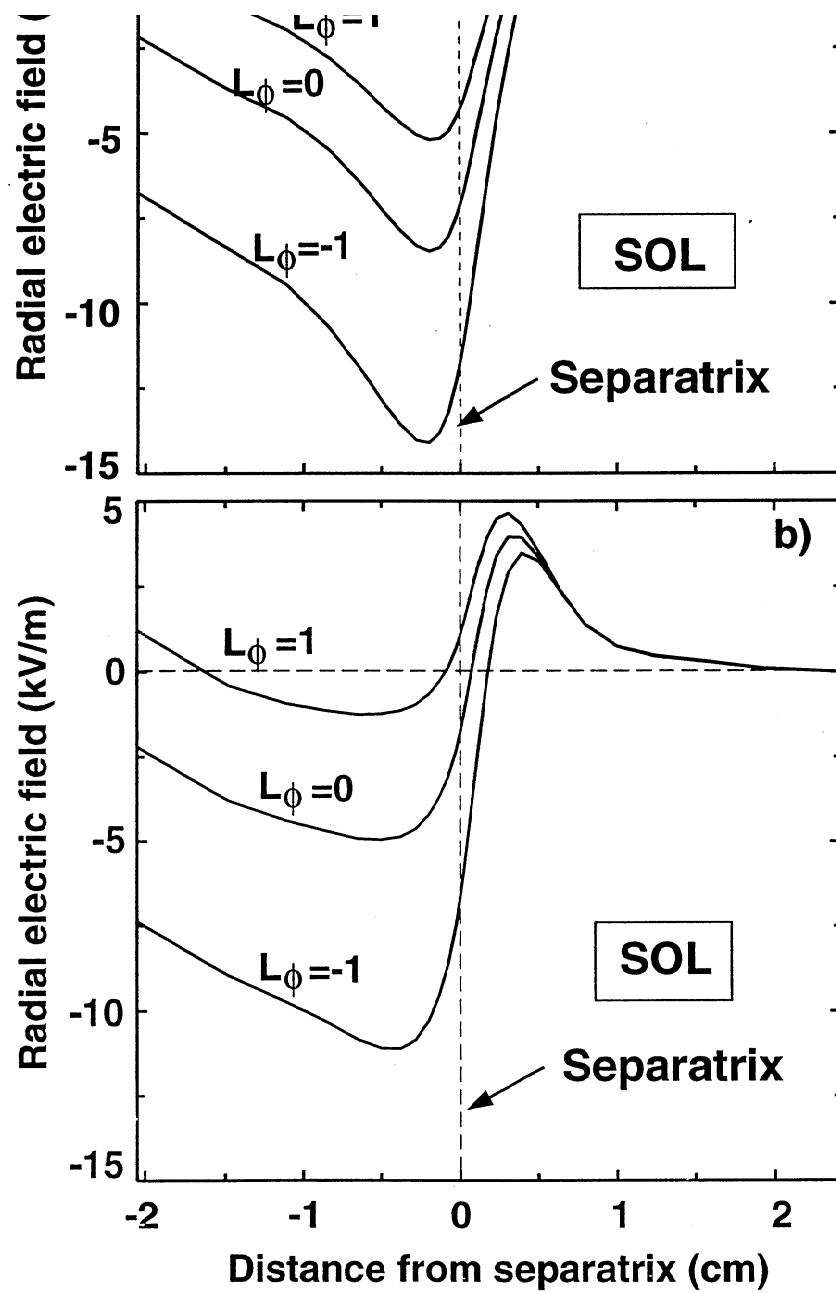 Radial electric field (
L_ϕ=1
L_ϕ=0
-5
L_ϕ=-1
SOL
-10
Separatrix
-15
5
b)
Radial electric field (kV/m)
L_ϕ=1
0
L_ϕ=0
-5
SOL
L_ϕ=-1
-10
Separatrix
-15
-2 -1 0 1 2
Distance from separatrix (cm)